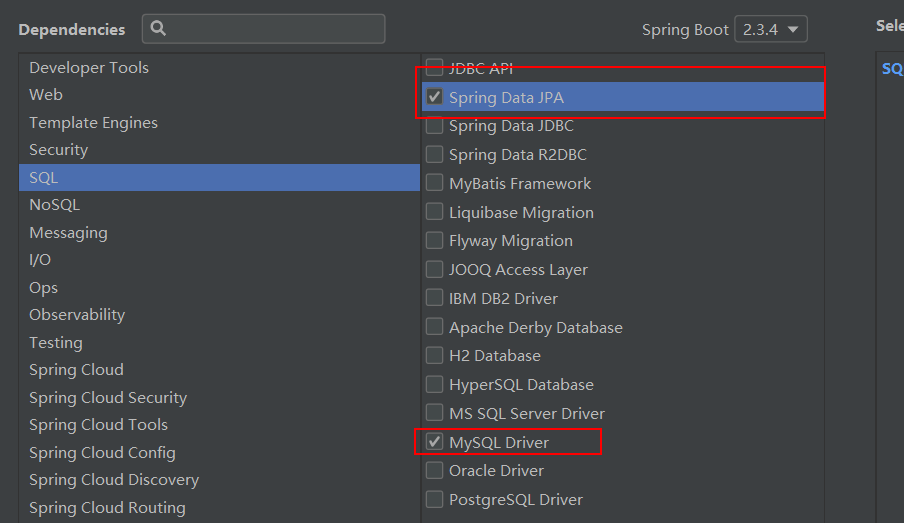 Dependencies
Spring Boot 2.3.4
Sele
Developer Tools
Web
Template Engines
Security
SQL
NoSQL
Messaging
I/O
Ops
Observability
Testing
Spring Cloud
Spring Cloud Security
Spring Cloud Tools
Spring Cloud Config
Spring Cloud Discovery
Spring Cloud Routing
JDBC API
Spring Data JPA
Spring Data JDBC
Spring Data R2DBC
MyBatis Framework
Liquibase Migration
Flyway Migration
JOOQ Access Layer
IBM DB2 Driver
Apache Derby Database
H2 Database
HyperSQL Database
MS SQL Server Driver
MySQL Driver
Oracle Driver
PostgreSQL Driver
SQ